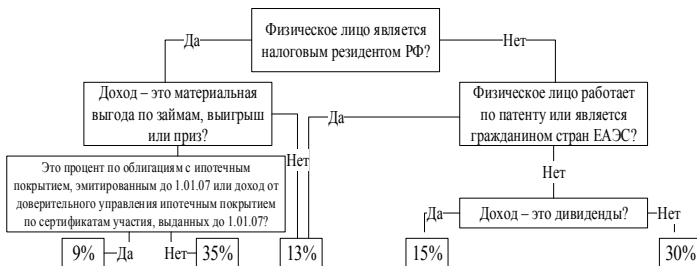 Физическое лицо является
налоговым резидентом РФ?
Да
Нет
Доход – это материальная
выгода по займам, выигрыш
или приз?
Физическое лицо работает
по патенту или является
гражданином стран ЕАЭС?
Да
Нет
Это процент по облигациям с ипотечным
покрытием, эмитированным до 1.01.07 или доход от
доверительного управления ипотечным покрытием
по сертификатам участия, выданных до 1.01.07?
Нет
Да
Доход – это дивиденды?
Нет
9%
Да
Нет
35%
13%
15%
30%